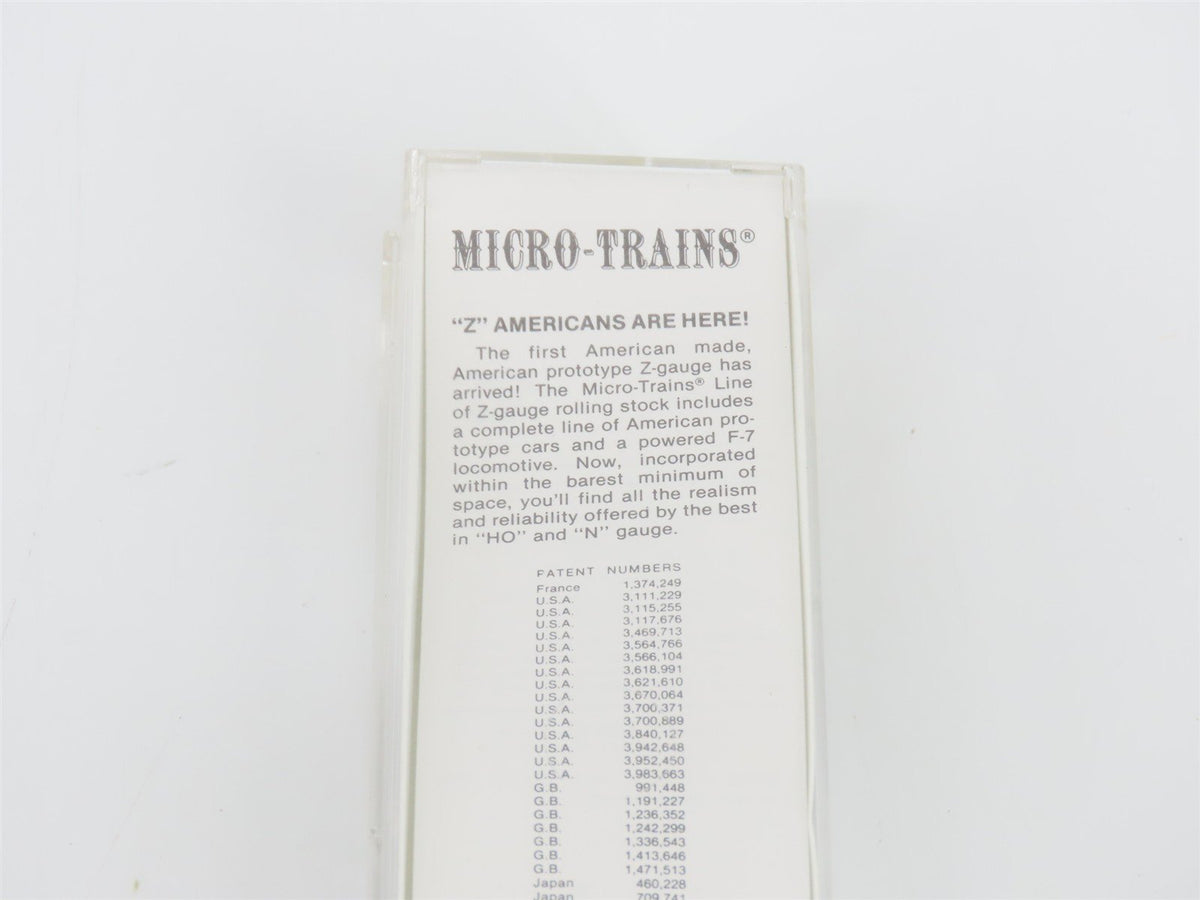 MICRO-TRAINS®
"Z" AMERICANS ARE HERE!
The first American made,
American prototype Z-gauge has
arrived! The Micro-Trains® Line
of Z-gauge rolling stock includes
a complete line of American pro-
totype cars and a powered F-7
locomotive. Now, incorporated
within the barest minimum of
space, you'll find all the realism
and reliability offered by the best
in "HO" and "N" gauge.
PATENT NUMBERS
France 1,374,249
U.S.A. 3,111,229
U.S.A. 3,115,255
U.S.A. 3,117,676
U.S.A. 3,469,713
U.S.A. 3,564,766
U.S.A. 3,566,104
U.S.A. 3,618,991
U.S.A. 3,621,610
U.S.A. 3,670,064
U.S.A. 3,700,371
U.S.A. 3,700,889
U.S.A. 3,840,127
U.S.A. 3,942,648
U.S.A. 3,952,450
U.S.A. 3,983,663
G.B. 991,448
G.B. 1,191,227
G.B. 1,236,352
G.B. 1,242,299
G.B. 1,336,543
G.B. 1,413,646
G.B. 1,471,513
Japan 460,228
Japan 709,741